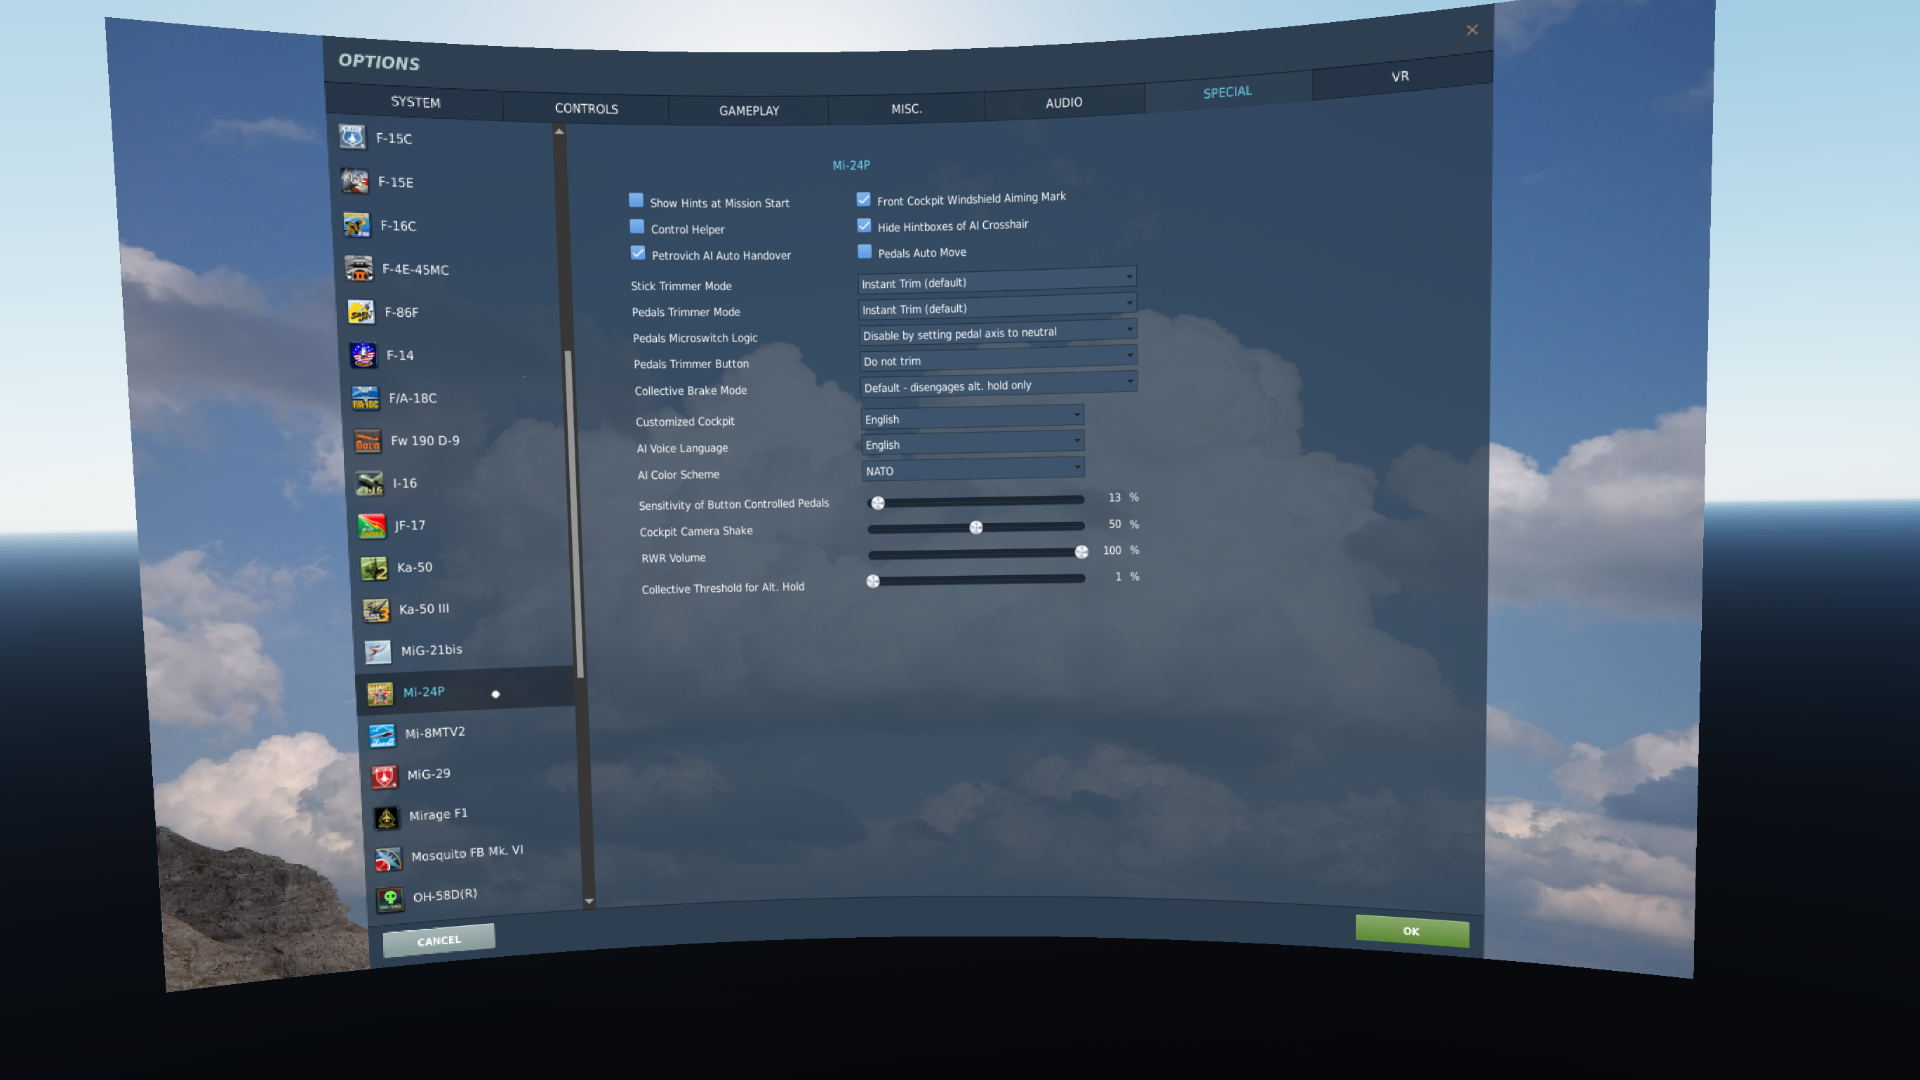 OPTIONS
SYSTEM
CONTROLS
GAMEPLAY
MISC.
AUDIO
SPECIAL
VR
F-15C
F-15E
F-16C
F-4E-45MC
F-86F
F-14
F/A-18C
Fw 190 D-9
I-16
JF-17
Ka-50
Ka-50 III
MiG-21bis
Mi-24P
Mi-8MTV2
MiG-29
Mirage F1
Mosquito FB Mk. VI
OH-58D(R)
Mi-24P
Show Hints at Mission Start
Front Cockpit Windshield Aiming Mark
Control Helper
Hide Hintboxes of AI Crosshair
Petrovich AI Auto Handover
Pedals Auto Move
Stick Trimmer Mode Instant Trim (default)
Pedals Trimmer Mode Instant Trim (default)
Pedals Microswitch Logic Disable by setting pedal axis to neutral
Pedals Trimmer Button Do not trim
Collective Brake Mode Default - disengages alt. hold only
Customized Cockpit English
AI Voice Language English
AI Color Scheme NATO
Sensitivity of Button Controlled Pedals 13 %
Cockpit Camera Shake 50 %
RWR Volume 100 %
Collective Threshold for Alt. Hold 1 %
CANCEL
OK